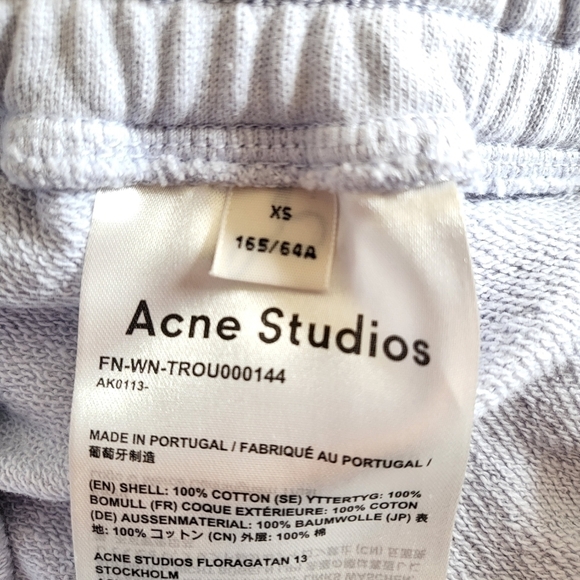 XS
165/64A
Acne Studios
FN-WN-TROU000144
AK0113-
MADE IN PORTUGAL / FABRIQUÉ AU PORTUGAL /
葡萄牙制造
(EN) SHELL: 100% COTTON (SE) YTTERTYG: 100%
BOMULL (FR) COQUE EXTÉRIEURE: 100% COTON
(DE) AUSSENMATERIAL: 100% BAUMWOLLE (JP) 表
地: 100% コットン (CN) 外層: 100% 棉
ACNE STUDIOS FLORAGATAN 13
STOCKHOLM